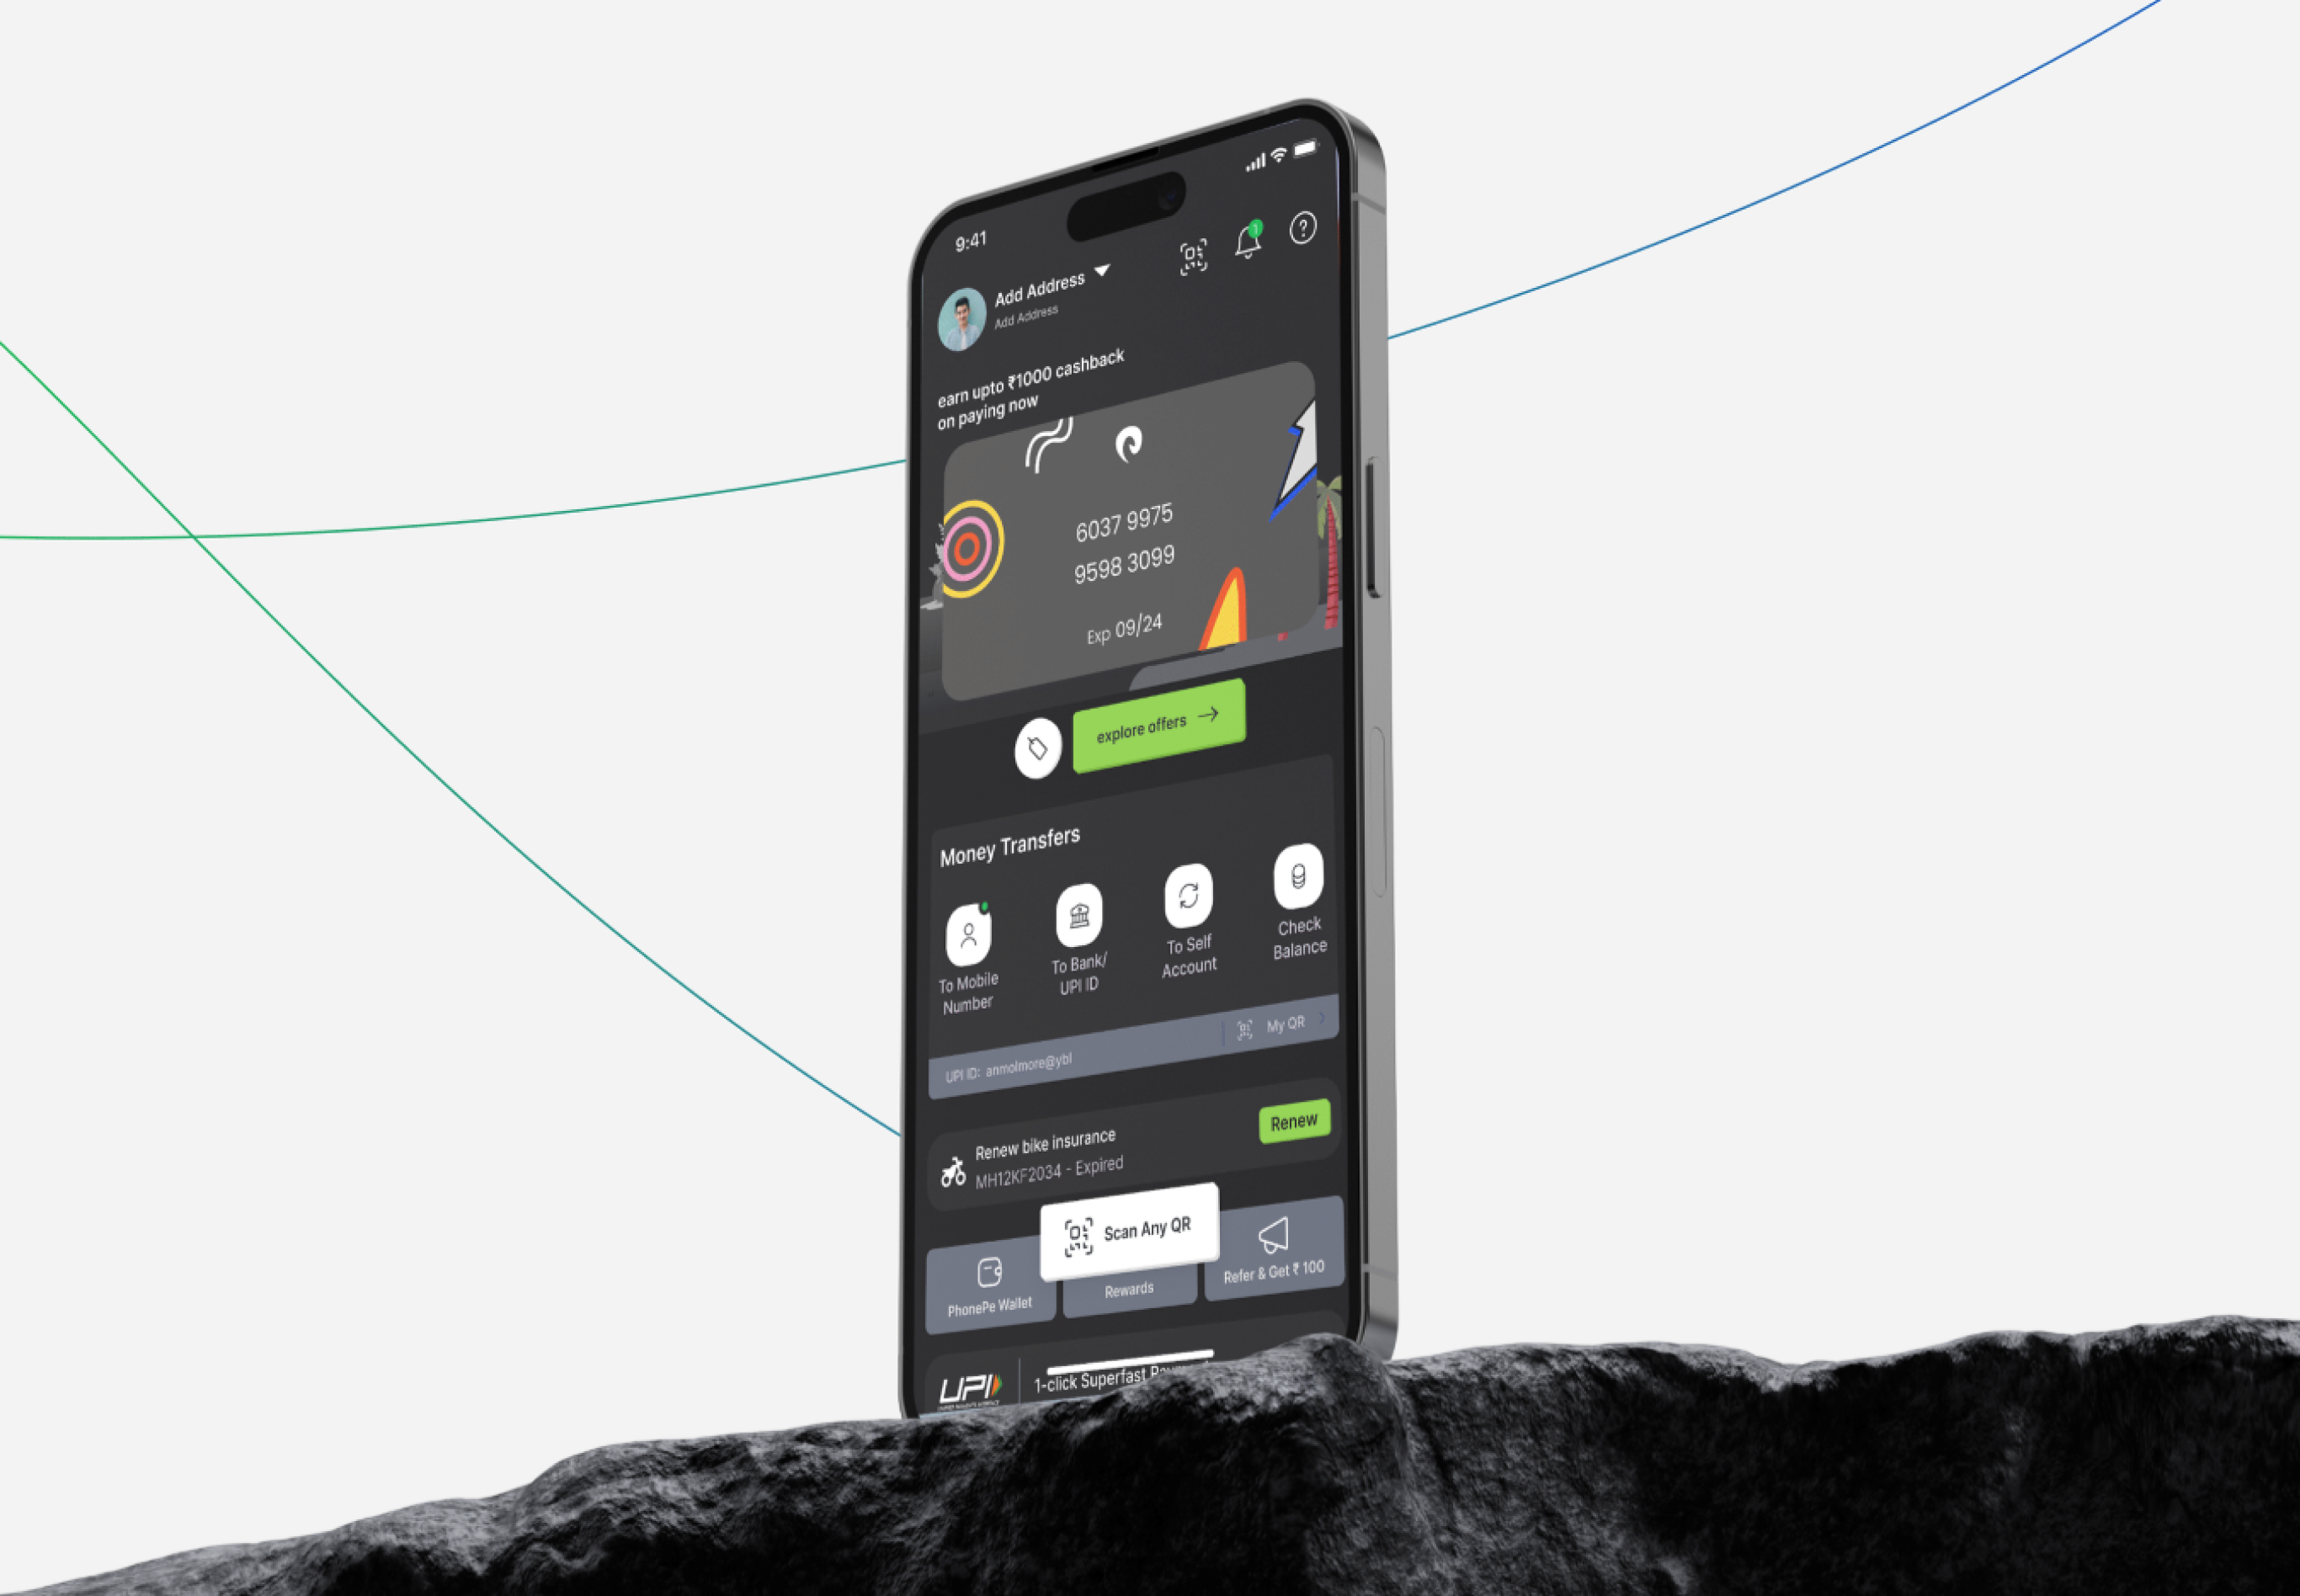 9:41
1
?
Add Address
Add Address
earn upto ₹1000 cashback
on paying now
6037 9975
9598 3099
Exp 09/24
explore offers
Money Transfers
To Mobile
Number
To Bank/
UPI ID
To Self
Account
Check
Balance
UPI ID: anmolmore@ybl
My QR
Renew bike insurance
MH12KF2034 - Expired
Renew
Scan Any QR
PhonePe Wallet
Rewards
Refer & Get ₹ 100
UPI
1-click Superfast